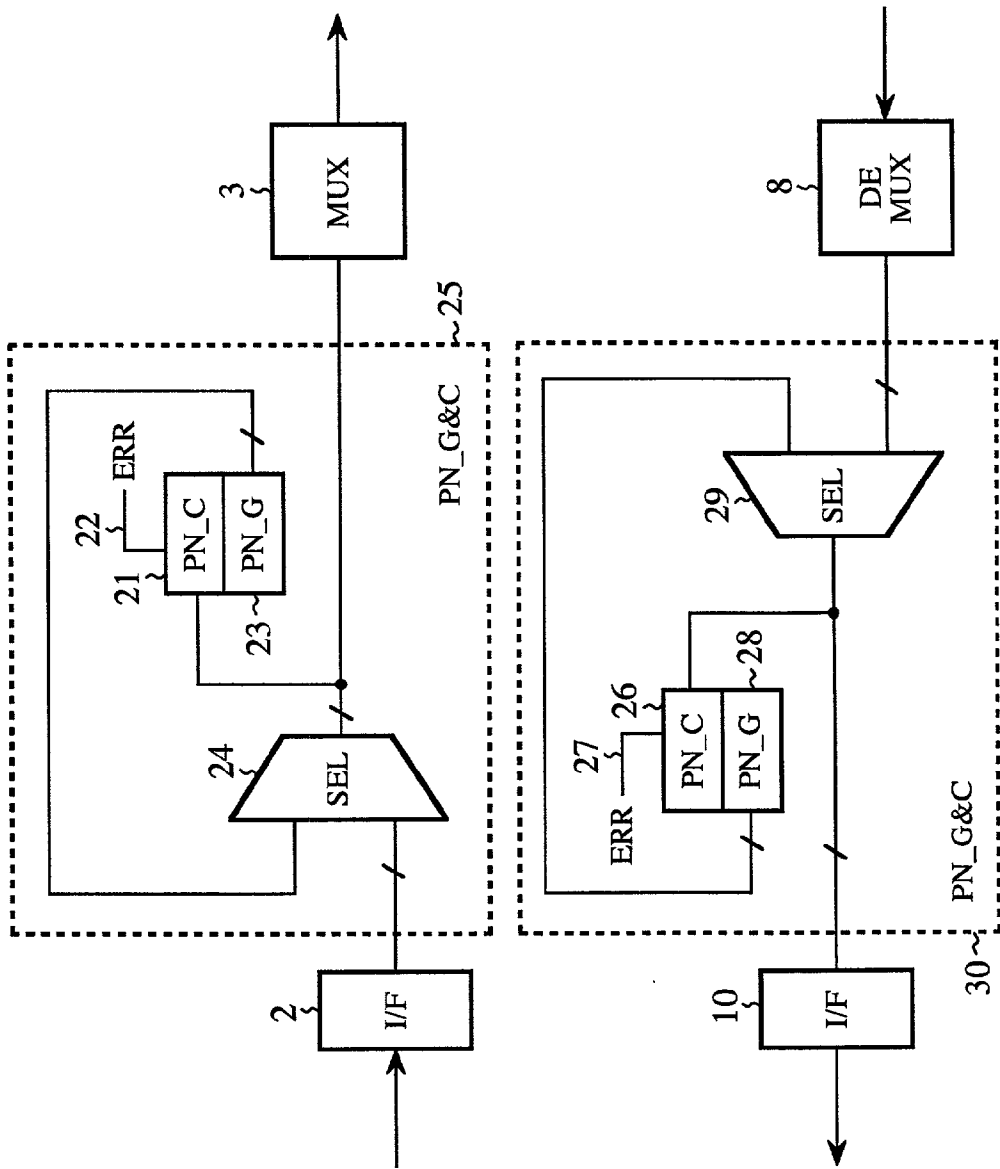 2
I/F
24
SEL
21
22
ERR
PN_C
PN_G
23
PN_G&C
25
3
MUX
10
I/F
30
PN_G&C
ERR
27
26
PN_C
PN_G
28
29
SEL
8
DE
MUX